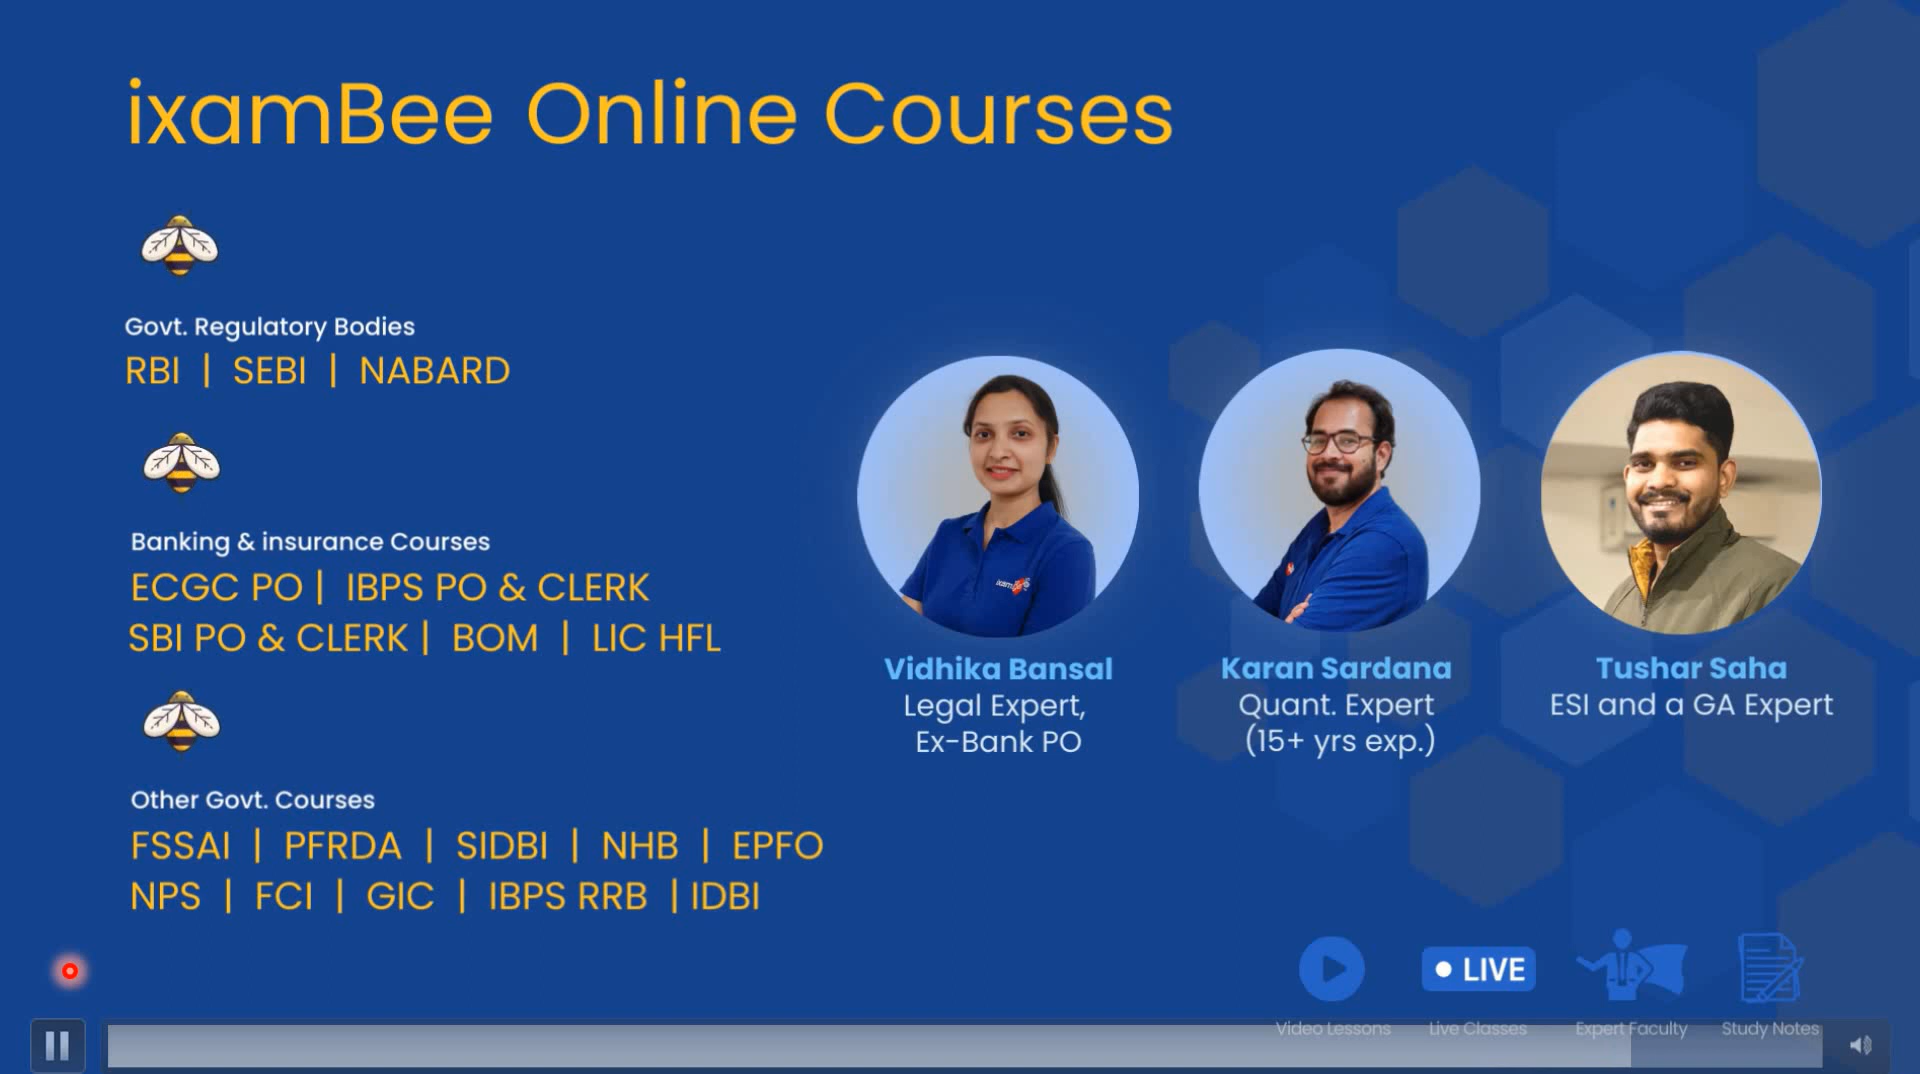 ixamBee Online Courses
Govt. Regulatory Bodies
RBI | SEBI | NABARD
Banking & insurance Courses
ECGC PO | IBPS PO & CLERK
SBI PO & CLERK | BOM | LIC HFL
Other Govt. Courses
FSSAI | PFRDA | SIDBI | NHB | EPFO
NPS | FCI | GIC | IBPS RRB | IDBI
Vidhika Bansal
Legal Expert,
Ex-Bank PO
Karan Sardana
Quant. Expert
(15+ yrs exp.)
Tushar Saha
ESI and a GA Expert
ixamBee
LIVE
Video Lessons
Live Classes
Expert Faculty
Study Notes